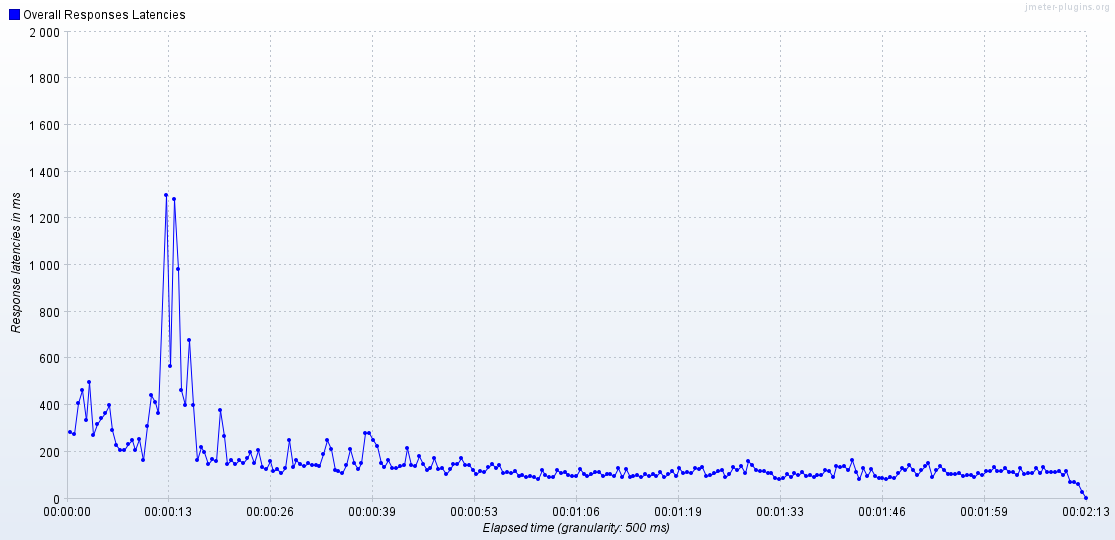 jmeter-plugins.org
Overall Responses Latencies
2 000
1 800
1 600
1 400
1 200
1 000
800
600
400
200
0
Response latencies in ms
00:00:00 00:00:13 00:00:26 00:00:39 00:00:53 00:01:06 00:01:19 00:01:33 00:01:46 00:01:59 00:02:13
Elapsed time (granularity: 500 ms)